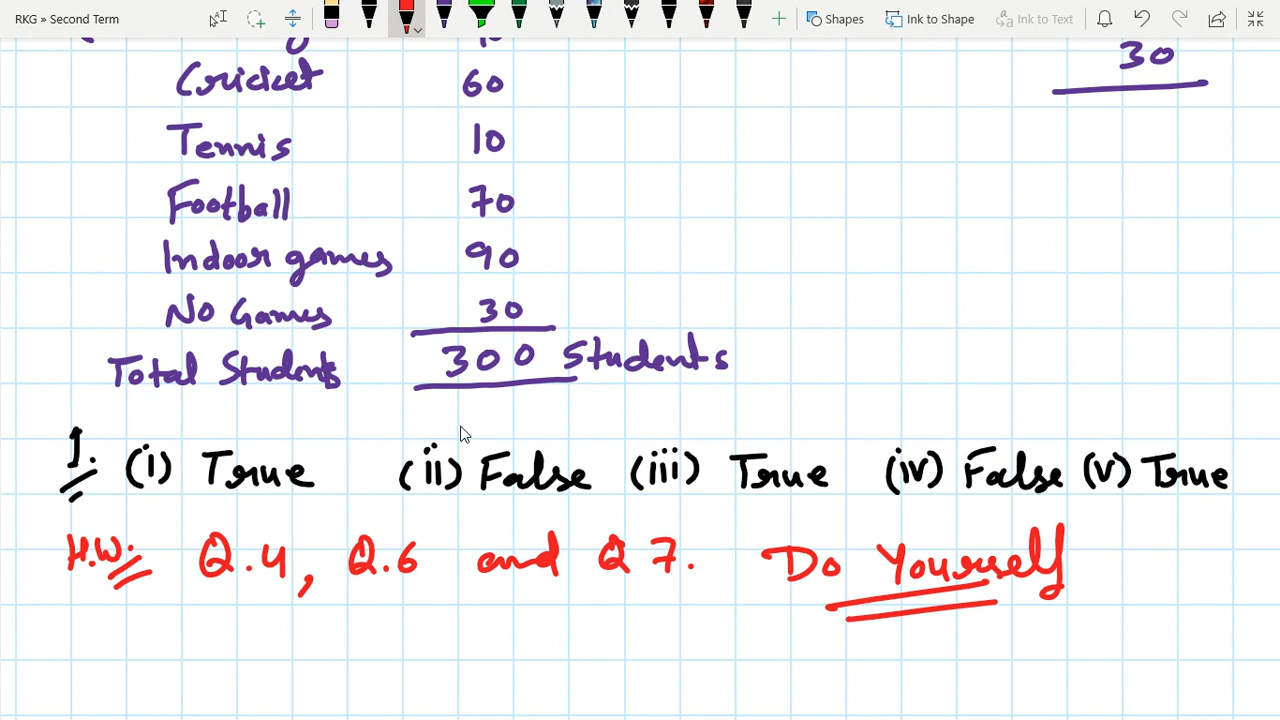 RKG » Second Term
Shapes
Ink to Shape
Ink to Text
30
Cricket 60
Tennis 10
Football 70
Indoor games 90
No Games 30
Total Students 300 Students
1. (i) True (ii) False (iii) True (iv) False (v) True
H.W:- Q.4, Q.6 and Q 7. Do Yourself